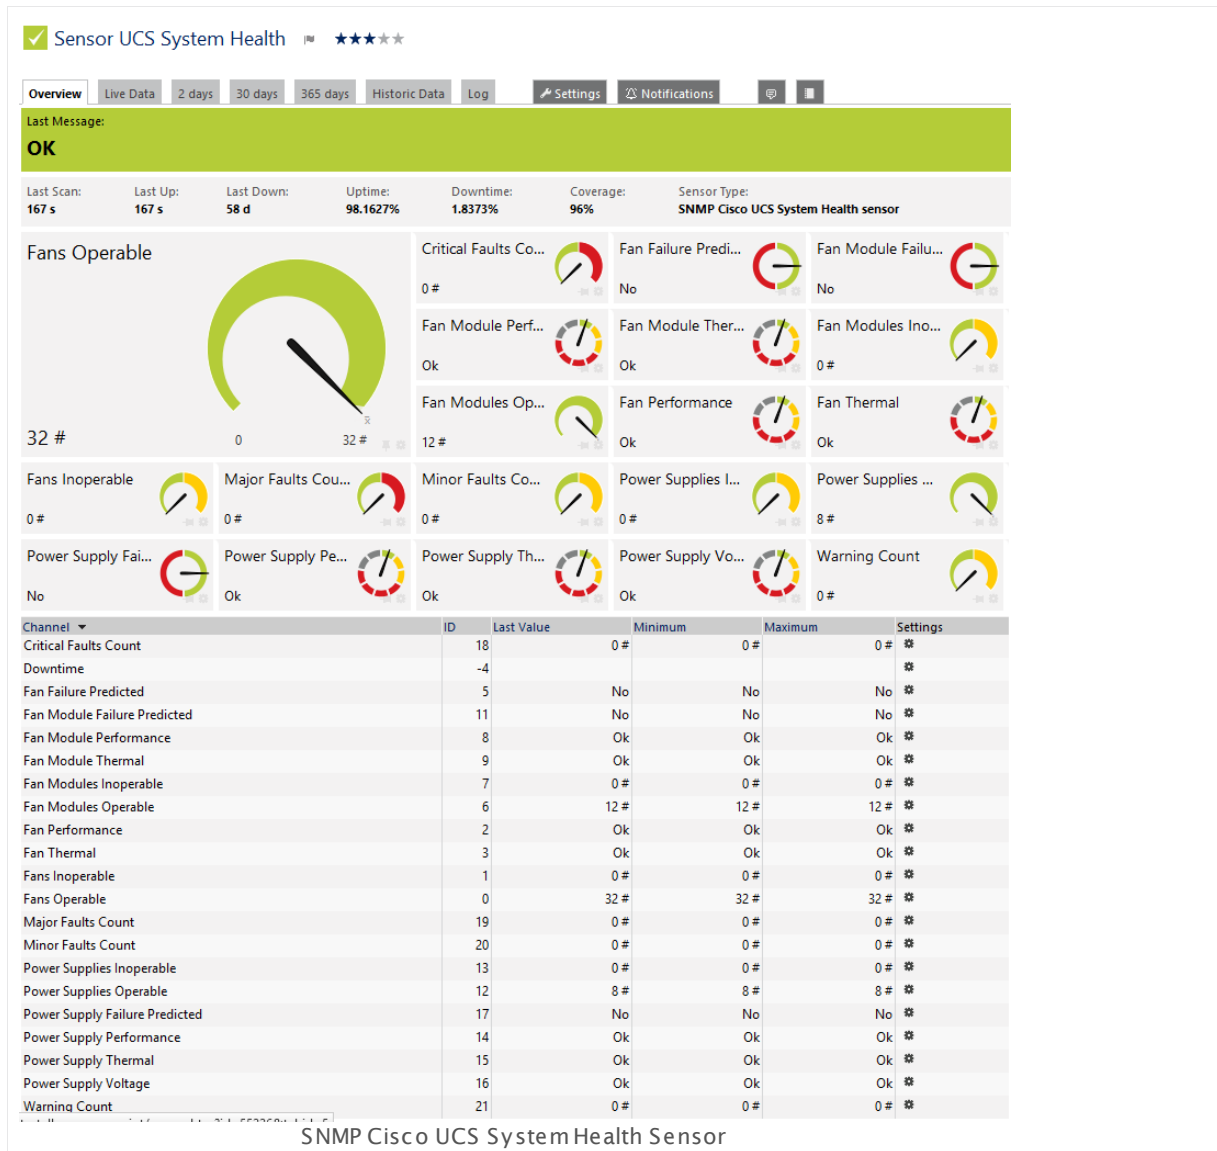 Sensor UCS System Health
Overview Live Data 2 days 30 days 365 days Historic Data Log Settings Notifications
Last Message:
OK
Last Scan: Last Up: Last Down: Uptime: Downtime: Coverage: Sensor Type:
167 s 167 s 58 d 98.1627% 1.8373% 96% SNMP Cisco UCS System Health sensor
Fans Operable
32 #
0 32 #
Critical Faults Co...
0 #
Fan Failure Predi...
No
Fan Module Failu...
No
Fan Module Perf...
Ok
Fan Module Ther...
Ok
Fan Modules Ino...
0 #
Fan Modules Op...
12 #
Fan Performance
Ok
Fan Thermal
Ok
Fans Inoperable
0 #
Major Faults Cou...
0 #
Minor Faults Co...
0 #
Power Supplies I...
0 #
Power Supplies ...
8 #
Power Supply Fai...
No
Power Supply Pe...
Ok
Power Supply Th...
Ok
Power Supply Vo...
Ok
Warning Count
0 #
Channel ID Last Value Minimum Maximum Settings
Critical Faults Count 18 0 # 0 # 0 #
Downtime -4
Fan Failure Predicted 5 No No No
Fan Module Failure Predicted 11 No No No
Fan Module Performance 8 Ok Ok Ok
Fan Module Thermal 9 Ok Ok Ok
Fan Modules Inoperable 7 0 # 0 # 0 #
Fan Modules Operable 6 12 # 12 # 12 #
Fan Performance 2 Ok Ok Ok
Fan Thermal 3 Ok Ok Ok
Fans Inoperable 1 0 # 0 # 0 #
Fans Operable 0 32 # 32 # 32 #
Major Faults Count 19 0 # 0 # 0 #
Minor Faults Count 20 0 # 0 # 0 #
Power Supplies Inoperable 13 0 # 0 # 0 #
Power Supplies Operable 12 8 # 8 # 8 #
Power Supply Failure Predicted 17 No No No
Power Supply Performance 14 Ok Ok Ok
Power Supply Thermal 15 Ok Ok Ok
Power Supply Voltage 16 Ok Ok Ok
Warning Count 21 0 # 0 # 0 #
SNMP Cisco UCS System Health Sensor